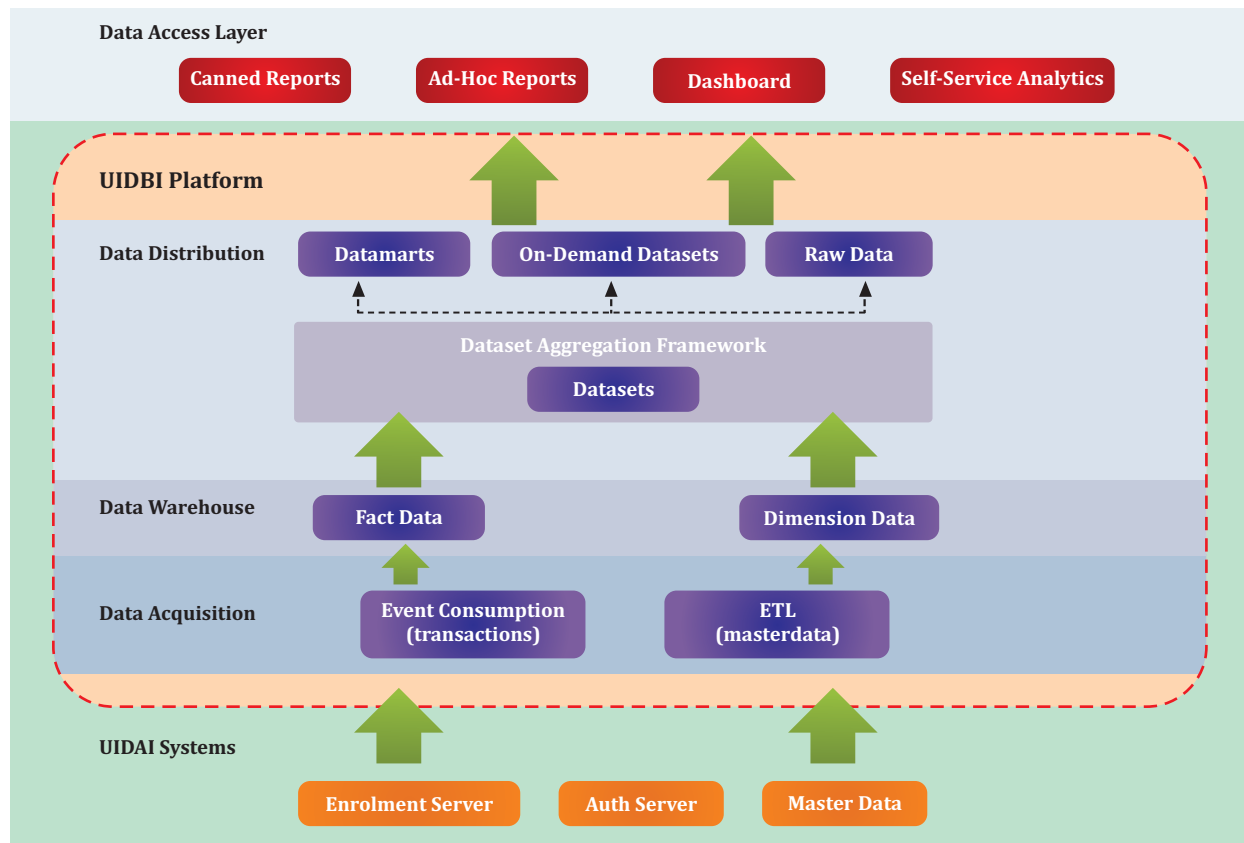 Data Access Layer
Canned Reports
Ad-Hoc Reports
Dashboard
Self-Service Analytics
UIDBI Platform
Data Distribution
Datamarts
On-Demand Datasets
Raw Data
Dataset Aggregation Framework
Datasets
Data Warehouse
Fact Data
Dimension Data
Data Acquisition
Event Consumption
(transactions)
ETL
(masterdata)
UIDAI Systems
Enrolment Server
Auth Server
Master Data